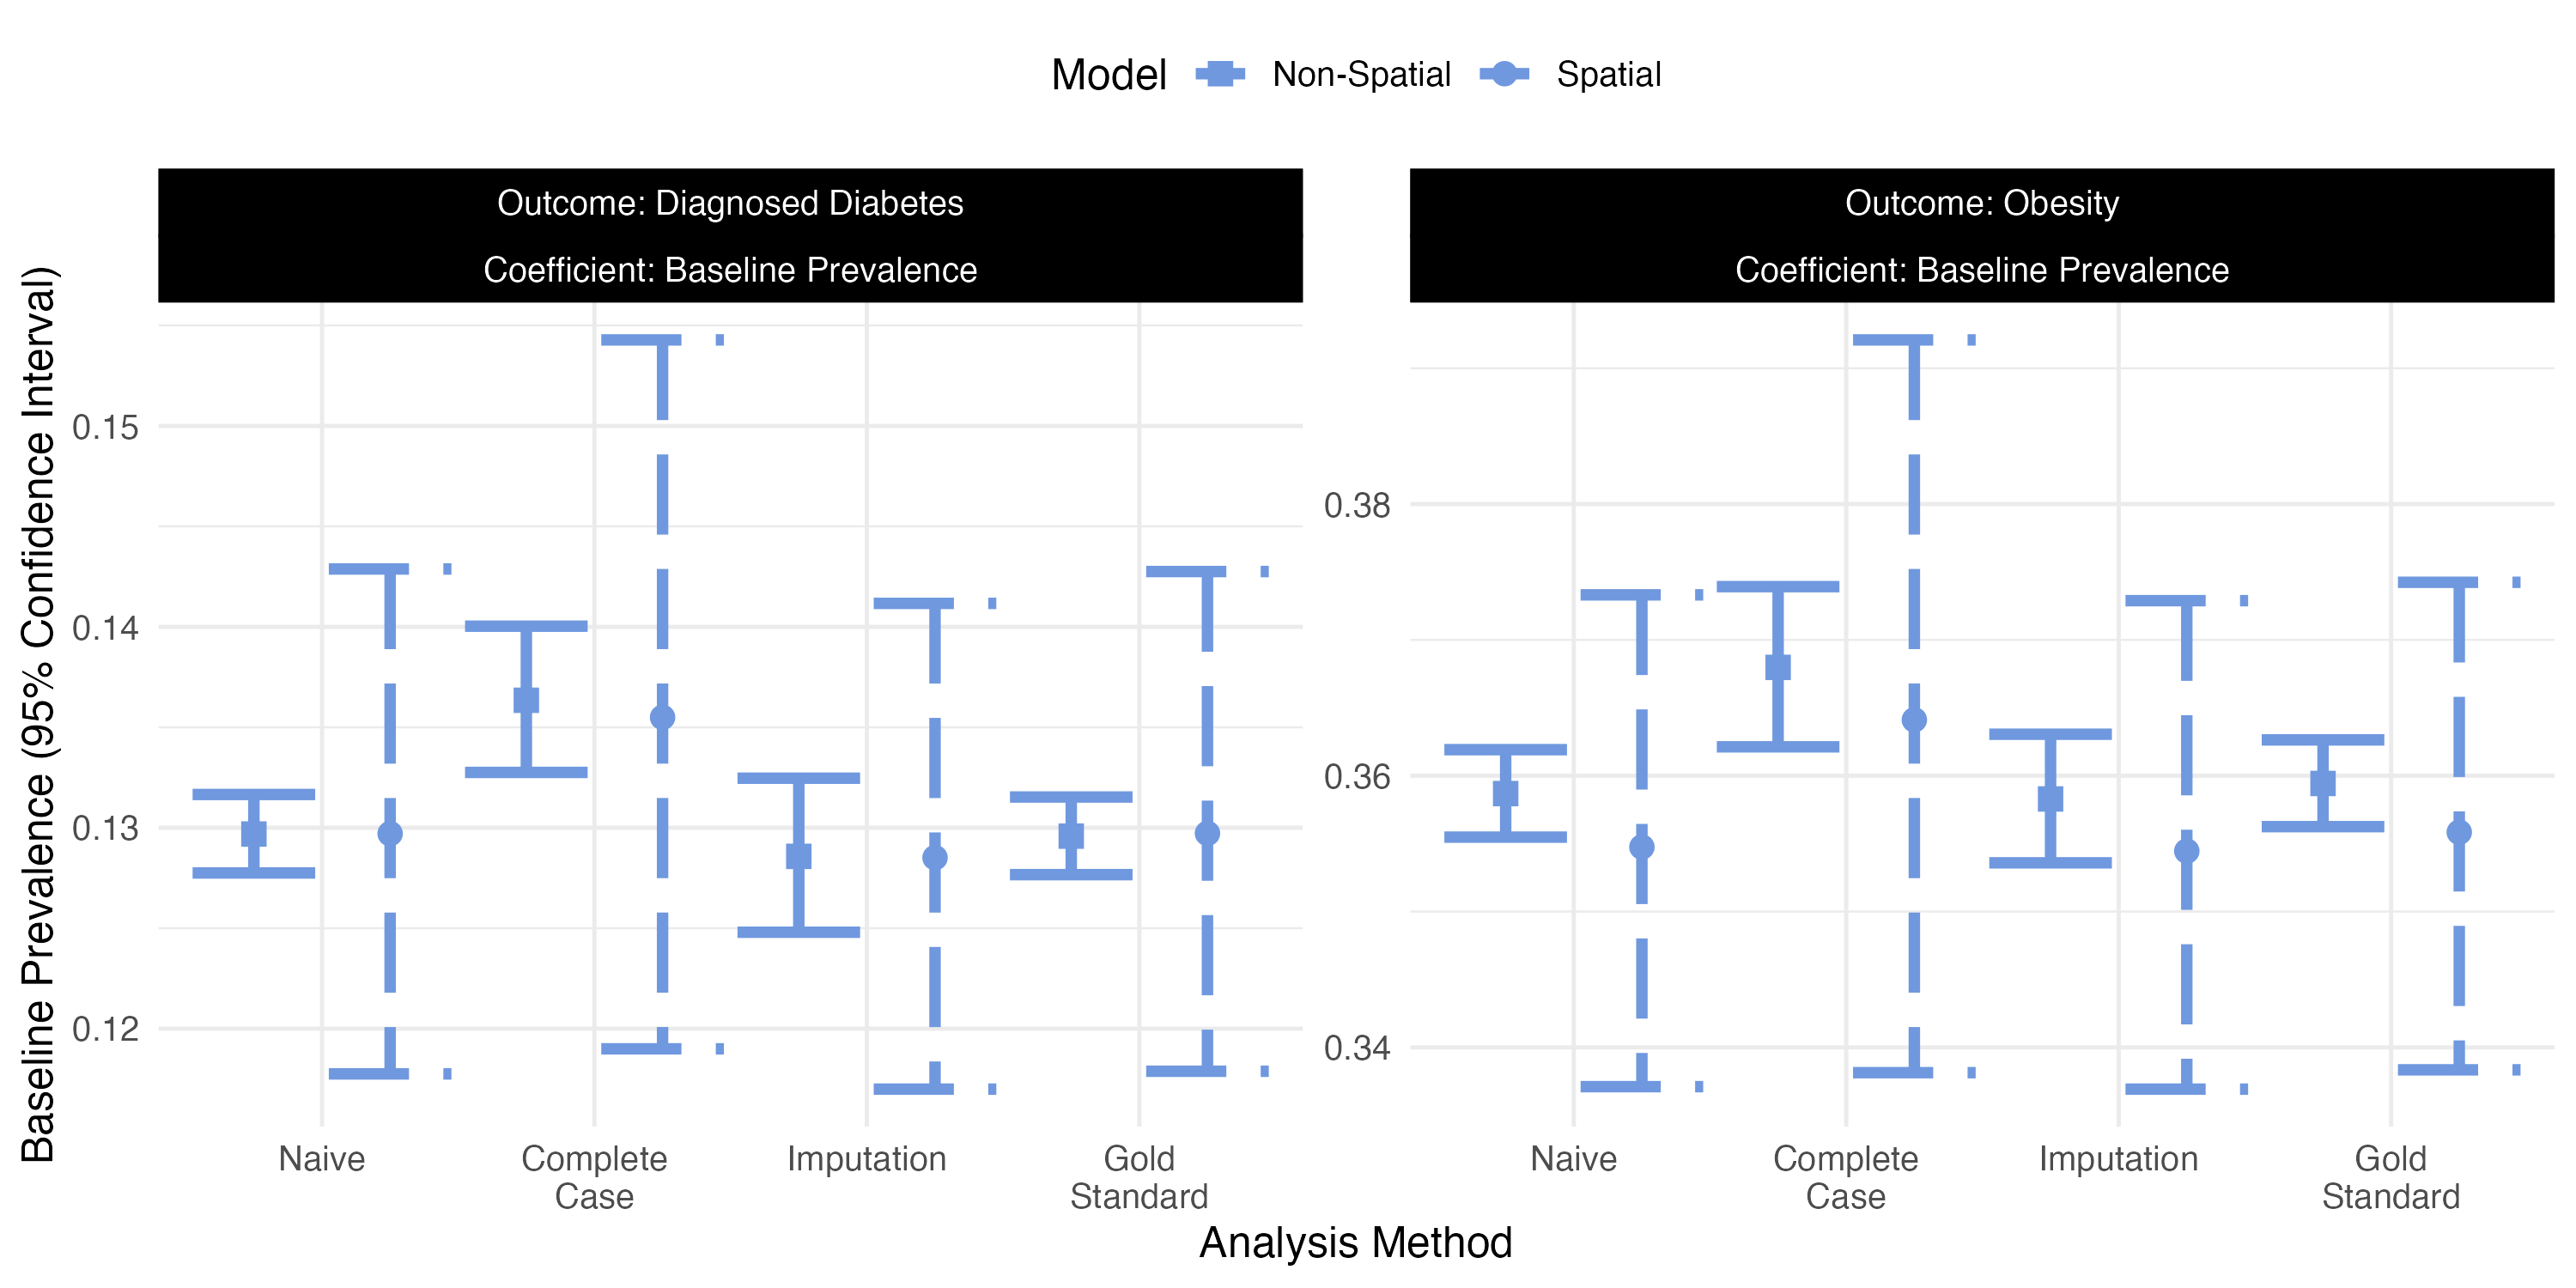 Model Non-Spatial Spatial
Outcome: Diagnosed Diabetes
Coefficient: Baseline Prevalence
Outcome: Obesity
Coefficient: Baseline Prevalence
Baseline Prevalence (95% Confidence Interval)
0.15
0.14
0.13
0.12
0.38
0.36
0.34
Naive
Complete
Case
Imputation
Gold
Standard
Naive
Complete
Case
Imputation
Gold
Standard
Analysis Method